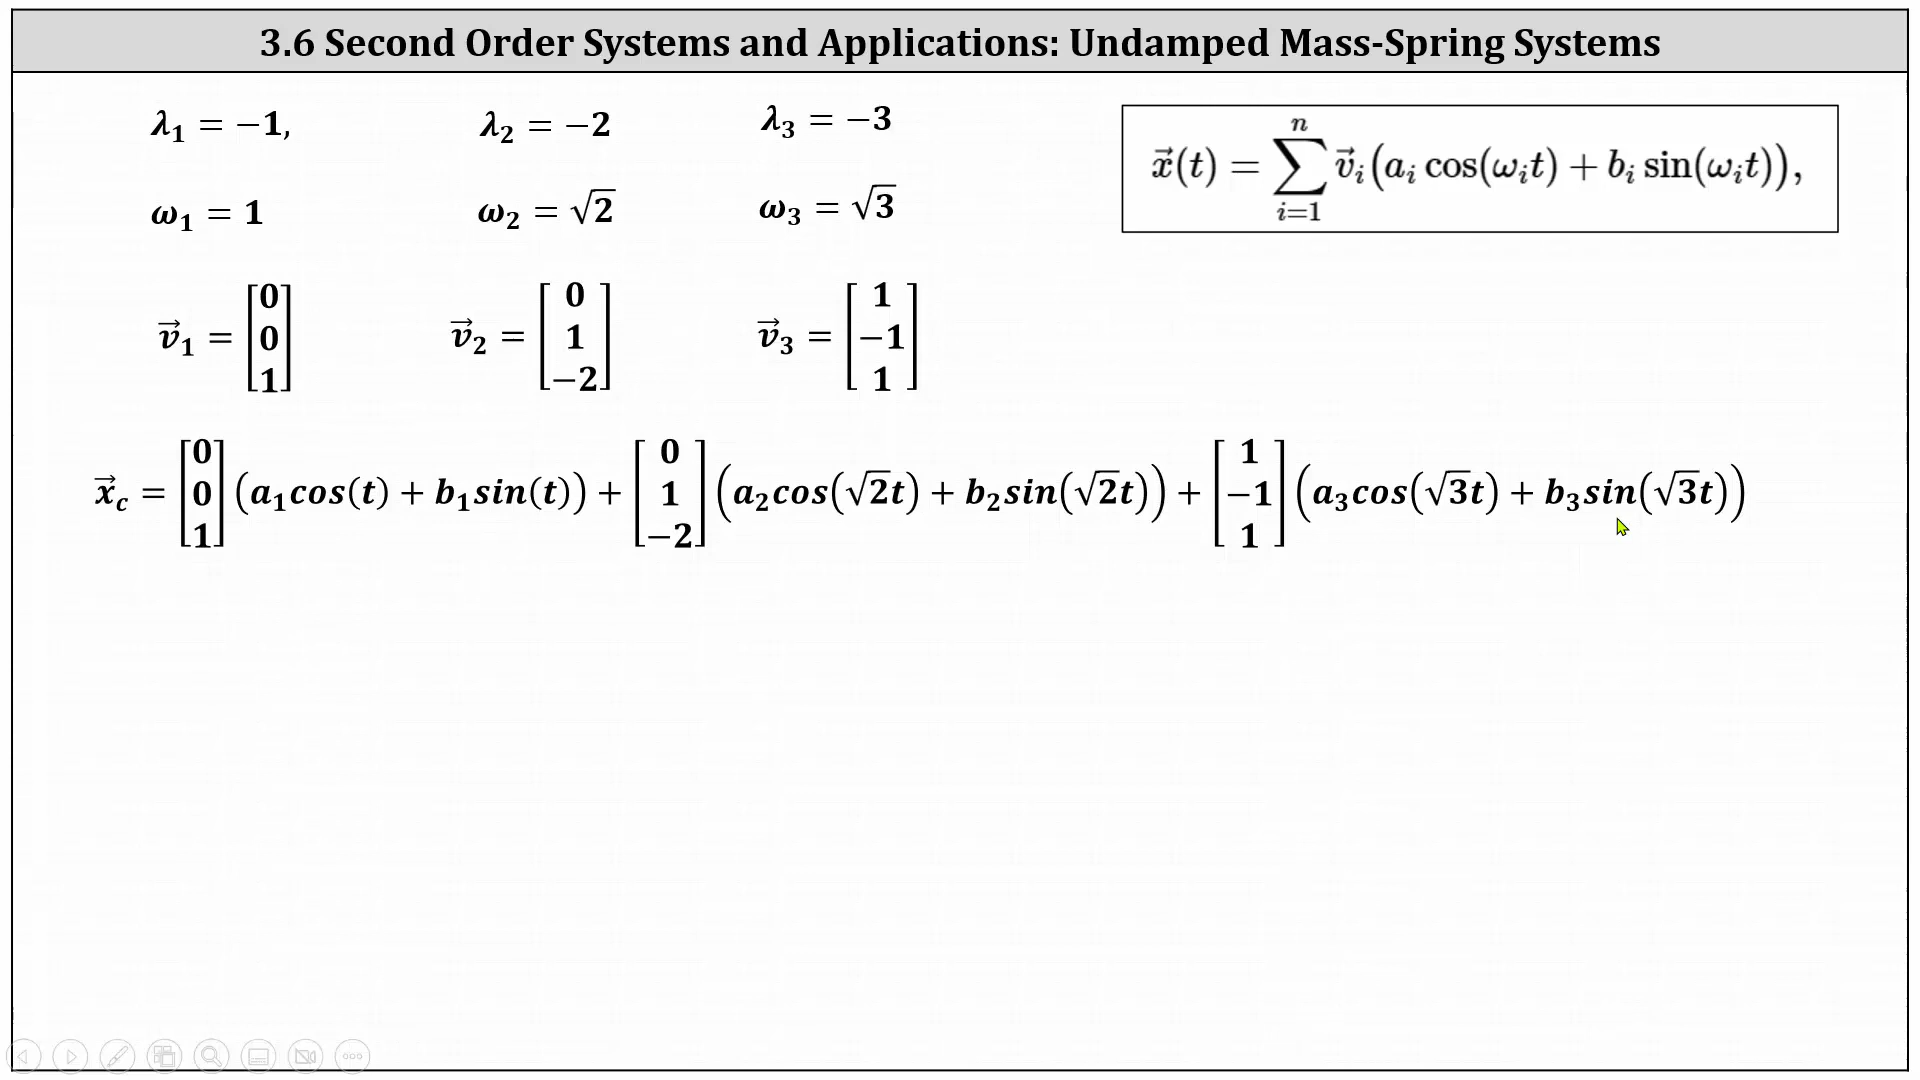 3.6 Second Order Systems and Applications: Undamped Mass-Spring Systems
λ₁ = −1, λ₂ = −2 λ₃ = −3
ω₁ = 1 ω₂ = √2 ω₃ = √3
x⃗(t) = ∑ᵢ₌₁ⁿ v⃗ᵢ(aᵢ cos(ωᵢt) + bᵢ sin(ωᵢt)),
v⃗₁ = [0 0 1] v⃗₂ = [0 1 −2] v⃗₃ = [1 −1 1]
x⃗c = [0 0 1] (a₁cos(t) + b₁sin(t)) + [0 1 −2] (a₂cos(√2t) + b₂sin(√2t)) + [1 −1 1] (a₃cos(√3t) + b₃sin(√3t))